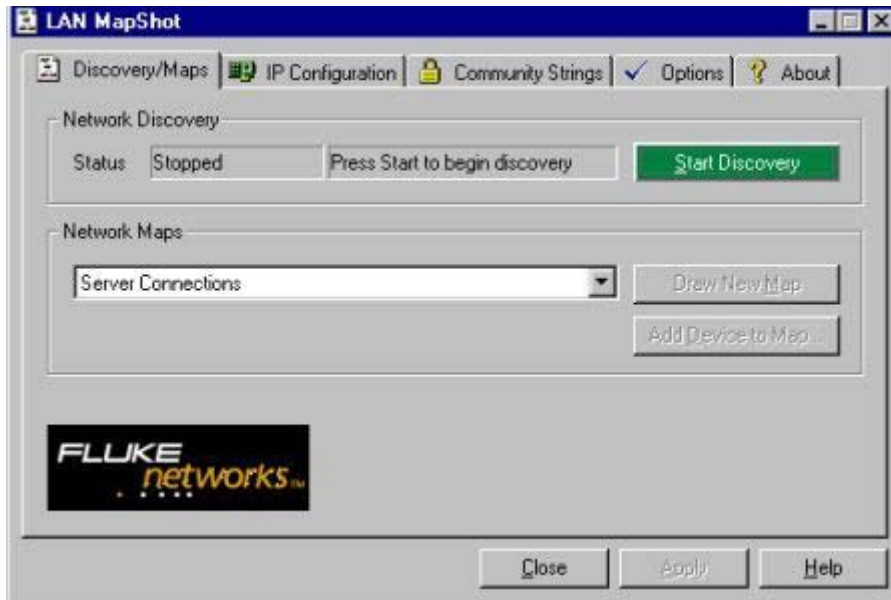 LAN MapShot
Discovery/Maps IP Configuration Community Strings Options About
Network Discovery
Status Stopped Press Start to begin discovery Start Discovery
Network Maps
Server Connections Draw New Map
Add Device to Map...
FLUKE
networks™
Close Apply Help